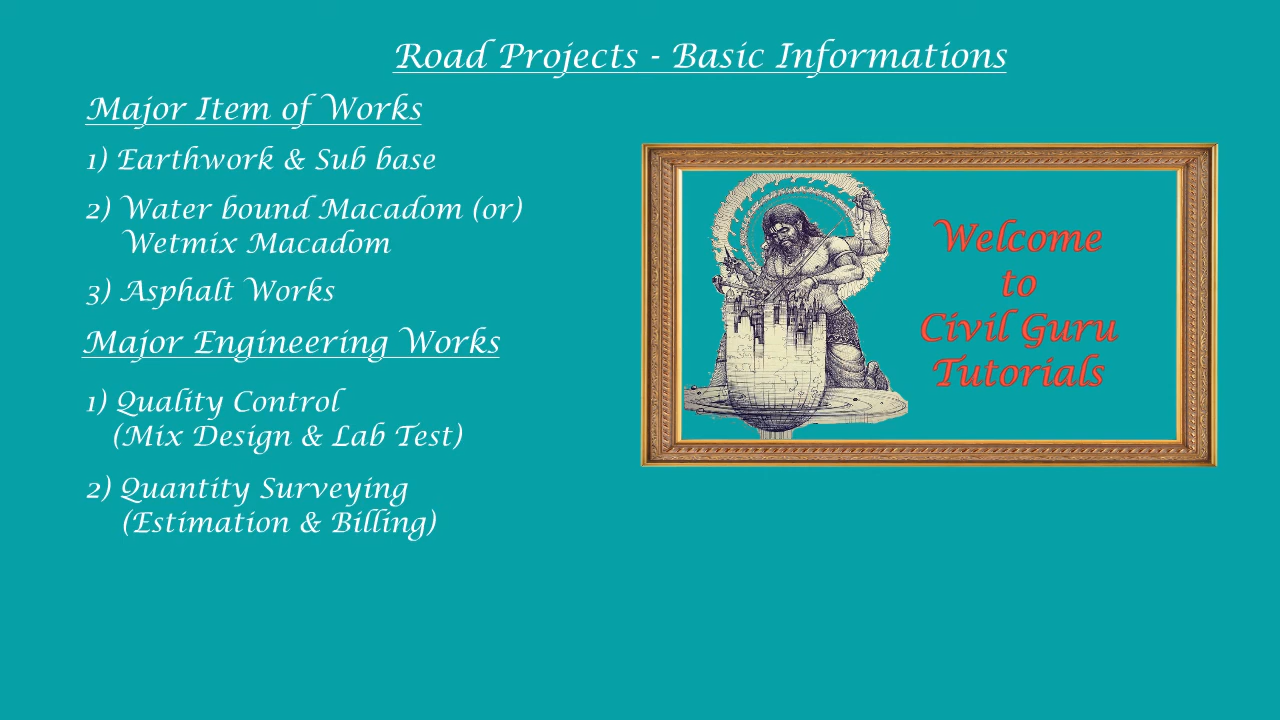 Road Projects - Basic Informations
Major Item of Works
1) Earthwork & Sub base
2) Water bound Macadom (or)
Wetmix Macadom
3) Asphalt Works
Major Engineering Works
1) Quality Control
(Mix Design & Lab Test)
2) Quantity Surveying
(Estimation & Billing)
Welcome
to
Civil Guru
Tutorials